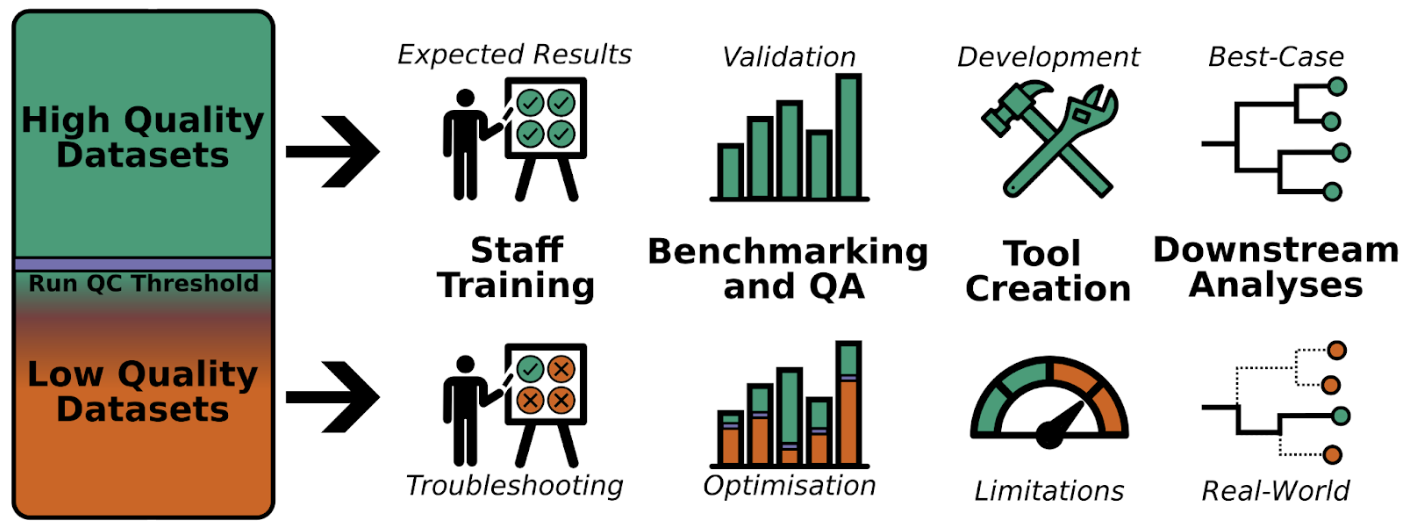 High Quality
Datasets
Run QC Threshold
Low Quality
Datasets
Expected Results
Validation
Development
Best-Case
Staff
Training
Benchmarking
and QA
Tool
Creation
Downstream
Analyses
Troubleshooting
Optimisation
Limitations
Real-World